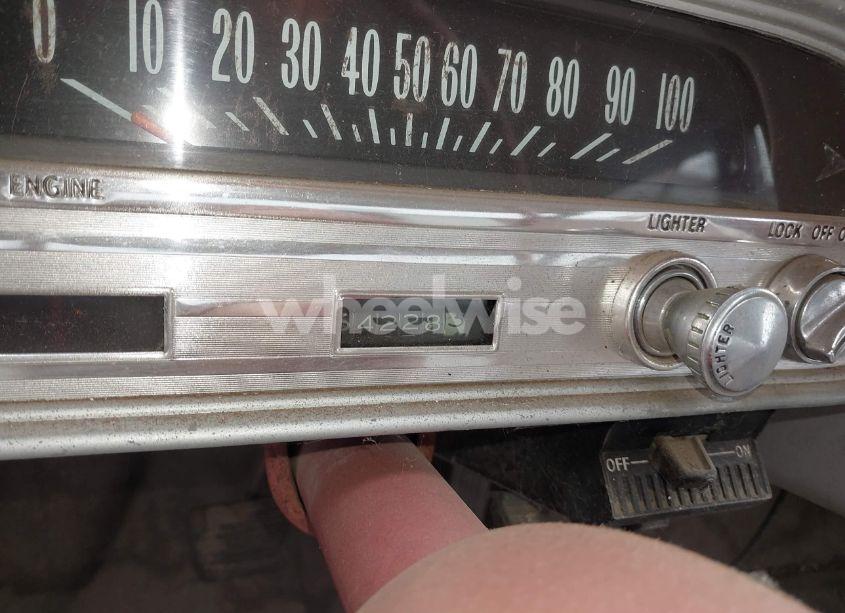 0 10 20 30 40 50 60 70 80 90 100
ENGINE
LIGHTER
LOCK OFF
wheelwise
LIGHTER
OFF ON